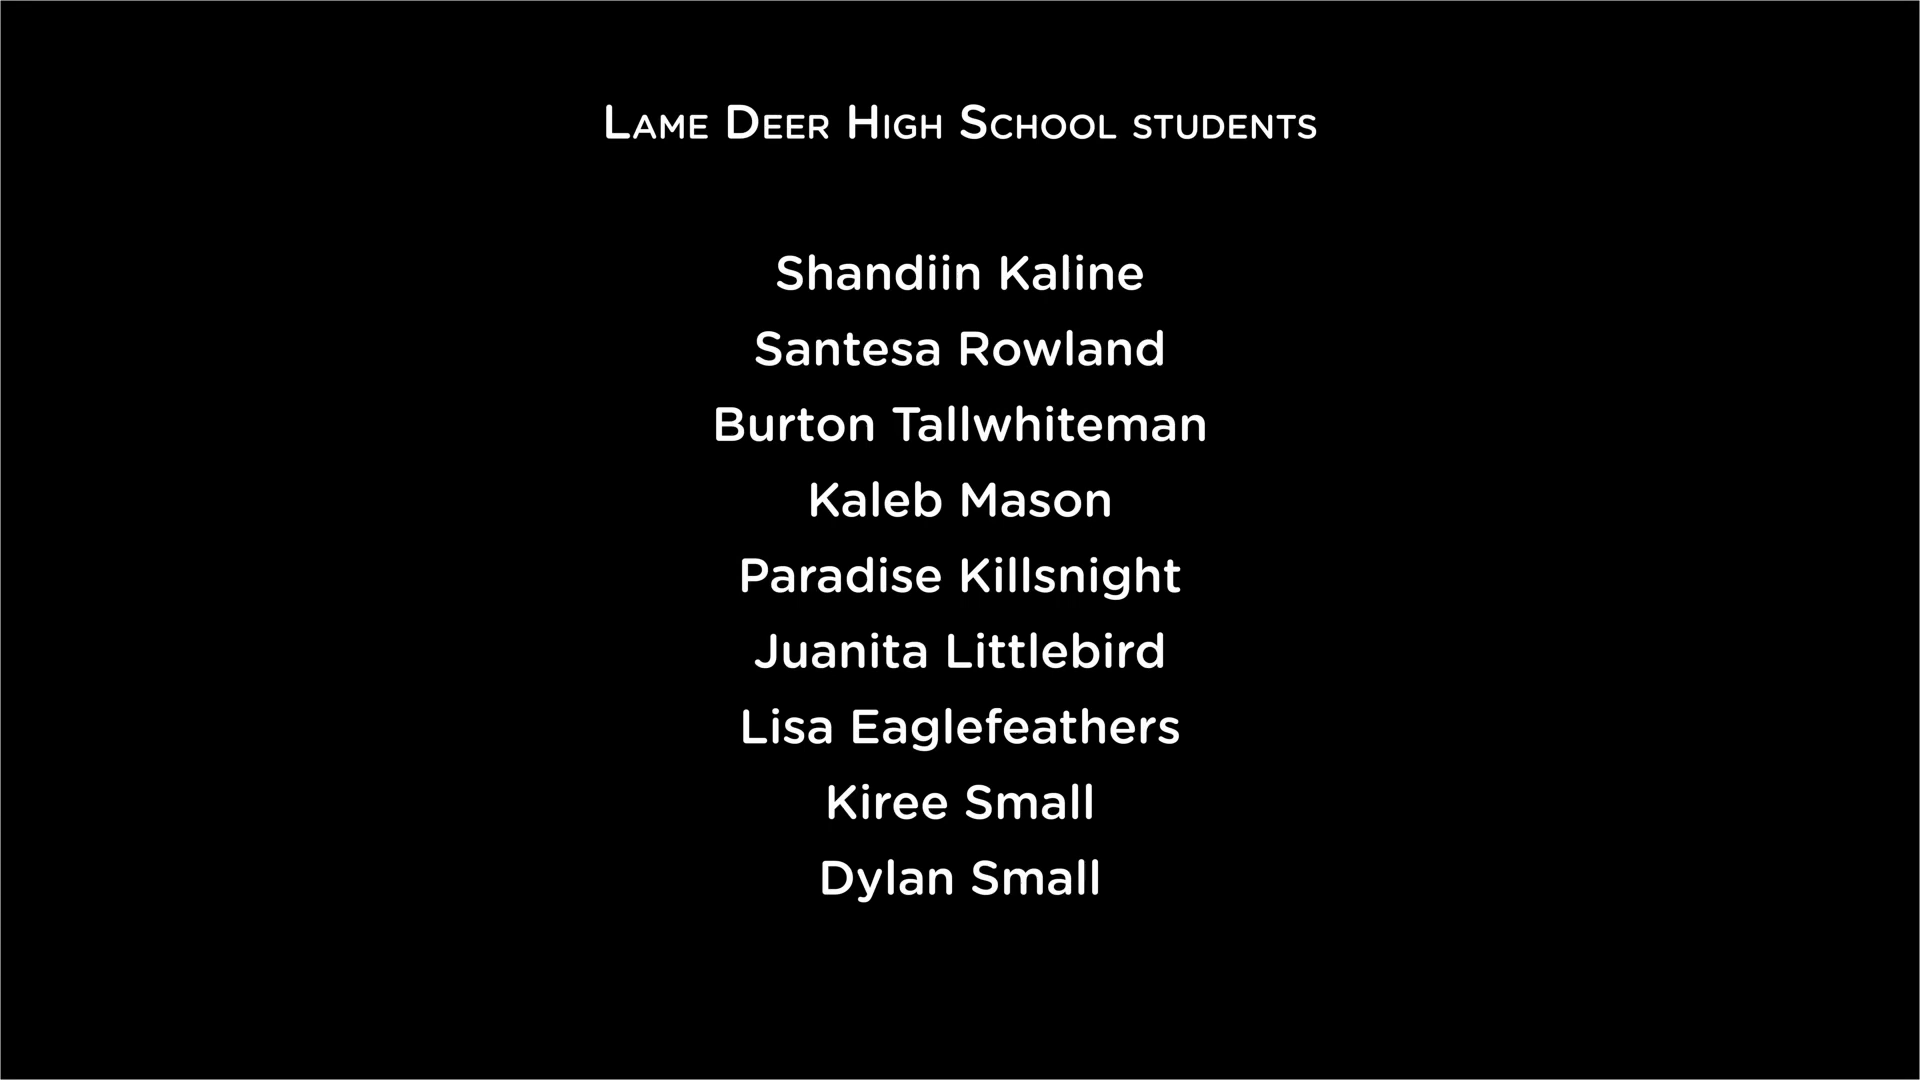 Lame Deer High School students
Shandiin Kaline
Santesa Rowland
Burton Tallwhiteman
Kaleb Mason
Paradise Killsnight
Juanita Littlebird
Lisa Eaglefeathers
Kiree Small
Dylan Small